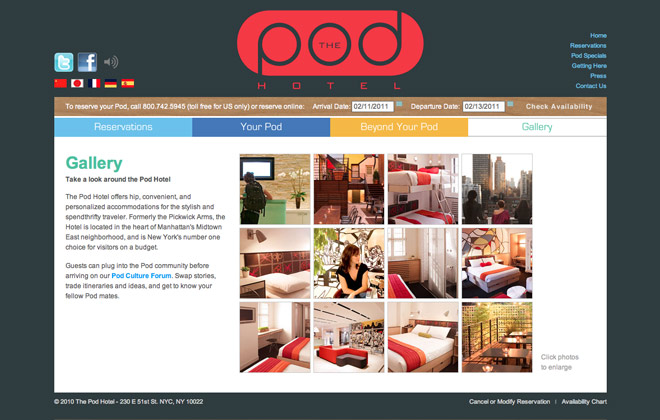 THE
pod
HOTEL
Home
Reservations
Pod Specials
Getting Here
Press
Contact Us
To reserve your Pod, call 800.742.5945 (toll free for US only) or reserve online: Arrival Date: 02/11/2011 Departure Date: 02/13/2011 Check Availability
Reservations Your Pod Beyond Your Pod Gallery
Gallery
Take a look around the Pod Hotel
The Pod Hotel offers hip, convenient, and
personalized accommodations for the stylish and
spendthrifty traveler. Formerly the Pickwick Arms, the
Hotel is located in the heart of Manhattan's Midtown
East neighborhood, and is New York's number one
choice for visitors on a budget.
Guests can plug into the Pod community before
arriving on our Pod Culture Forum. Swap stories,
trade itineraries and ideas, and get to know your
fellow Pod mates.
Click photos
to enlarge
© 2010 The Pod Hotel - 230 E 51st St. NYC, NY 10022
Cancel or Modify Reservation | Availability Chart